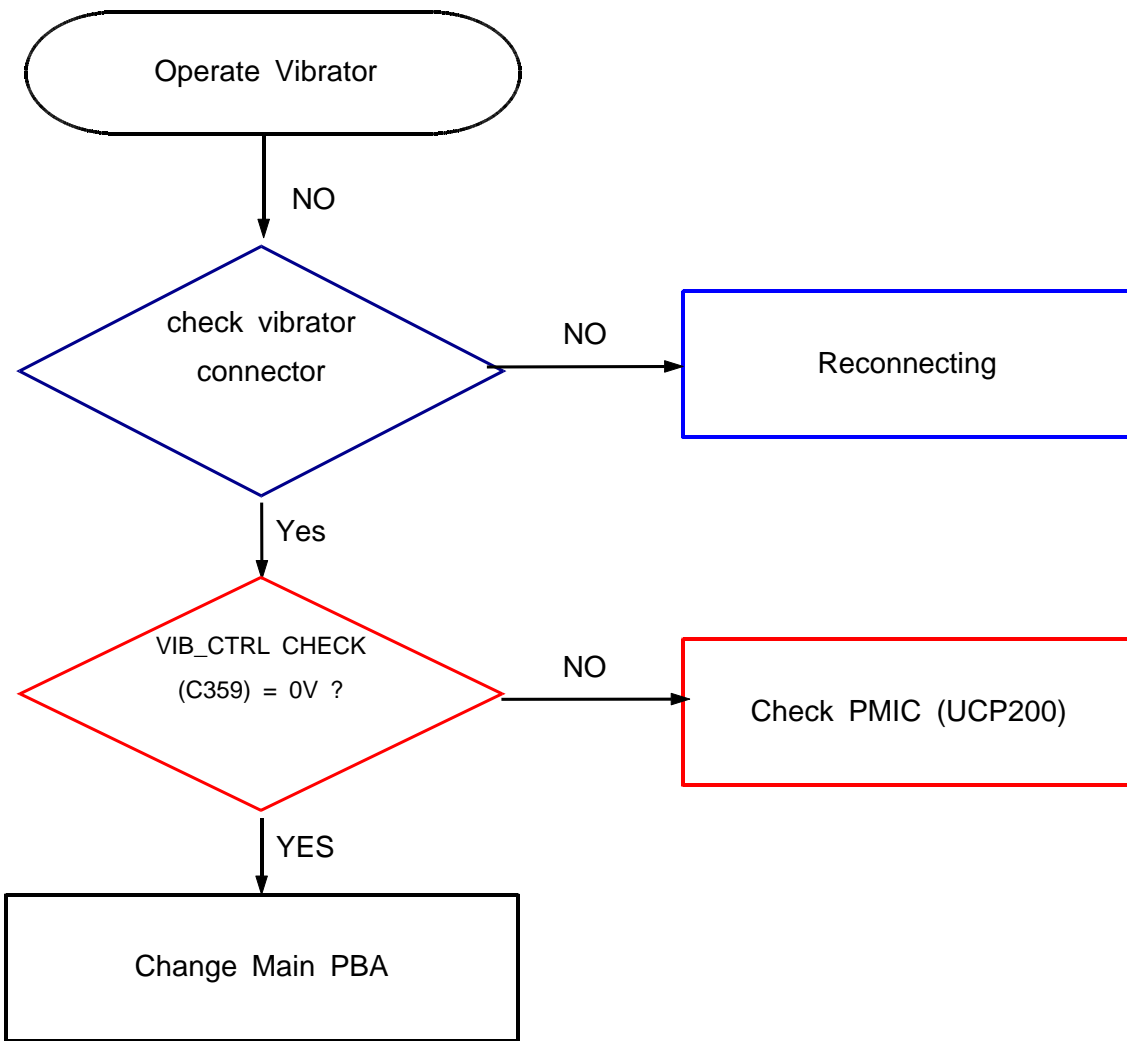 Operate Vibrator
NO
check vibrator
connector
NO
Reconnecting
Yes
VIB_CTRL CHECK
(C359) = 0V ?
NO
Check PMIC (UCP200)
YES
Change Main PBA